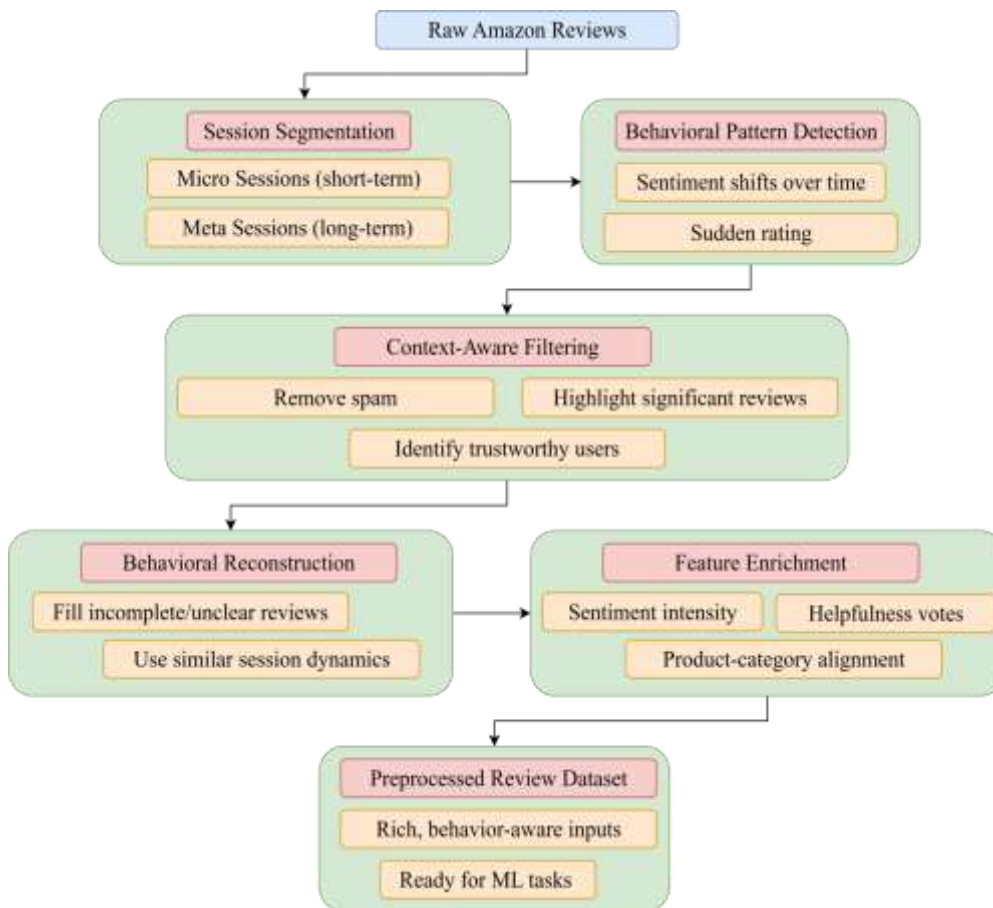 Raw Amazon Reviews
Session Segmentation
Micro Sessions (short-term)
Meta Sessions (long-term)
Behavioral Pattern Detection
Sentiment shifts over time
Sudden rating
Context-Aware Filtering
Remove spam
Highlight significant reviews
Identify trustworthy users
Behavioral Reconstruction
Fill incomplete/unclear reviews
Use similar session dynamics
Feature Enrichment
Sentiment intensity
Helpfulness votes
Product-category alignment
Preprocessed Review Dataset
Rich, behavior-aware inputs
Ready for ML tasks